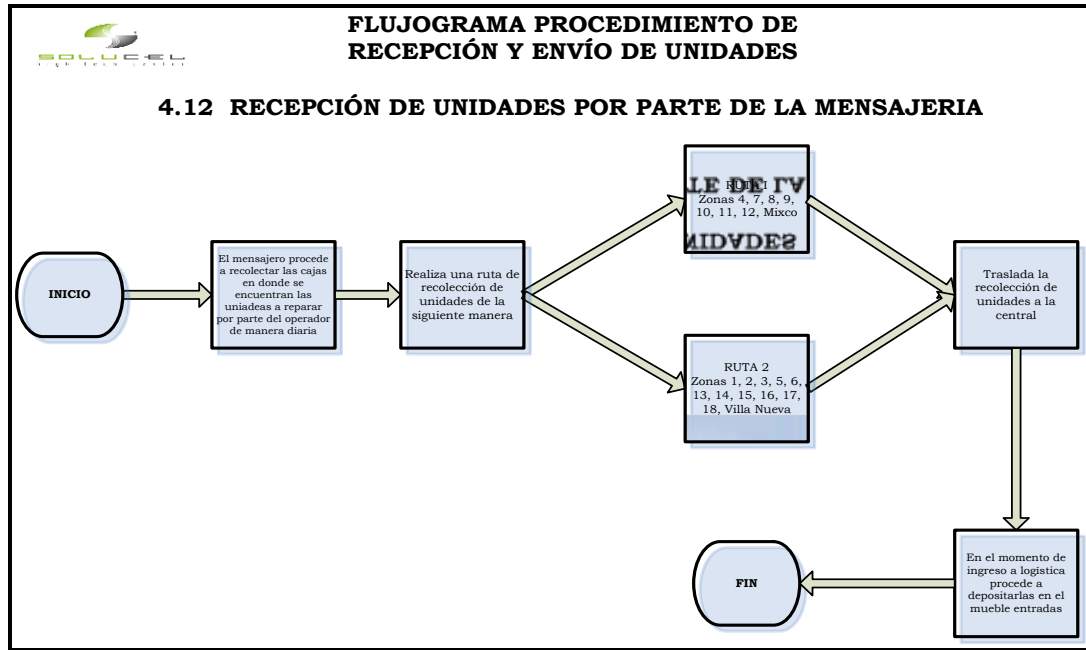 FLUJOGRAMA PROCEDIMIENTO DE
RECEPCIÓN Y ENVÍO DE UNIDADES
SOLUCEL
high tech center
4.12 RECEPCIÓN DE UNIDADES POR PARTE DE LA MENSAJERIA
INICIO
El mensajero procede
a recolectar las cajas
en donde se
encuentran las
uniadeas a reparar
por parte del operador
de manera diaria
Realiza una ruta de
recolección de
unidades de la
siguiente manera
RUTA 1
Zonas 4, 7, 8, 9,
10, 11, 12, Mixco
RUTA 2
Zonas 1, 2, 3, 5, 6,
13, 14, 15, 16, 17,
18, Villa Nueva
Traslada la
recolección de
unidades a la
central
En el momento de
ingreso a logistica
procede a
depositarlas en el
mueble entradas
FIN